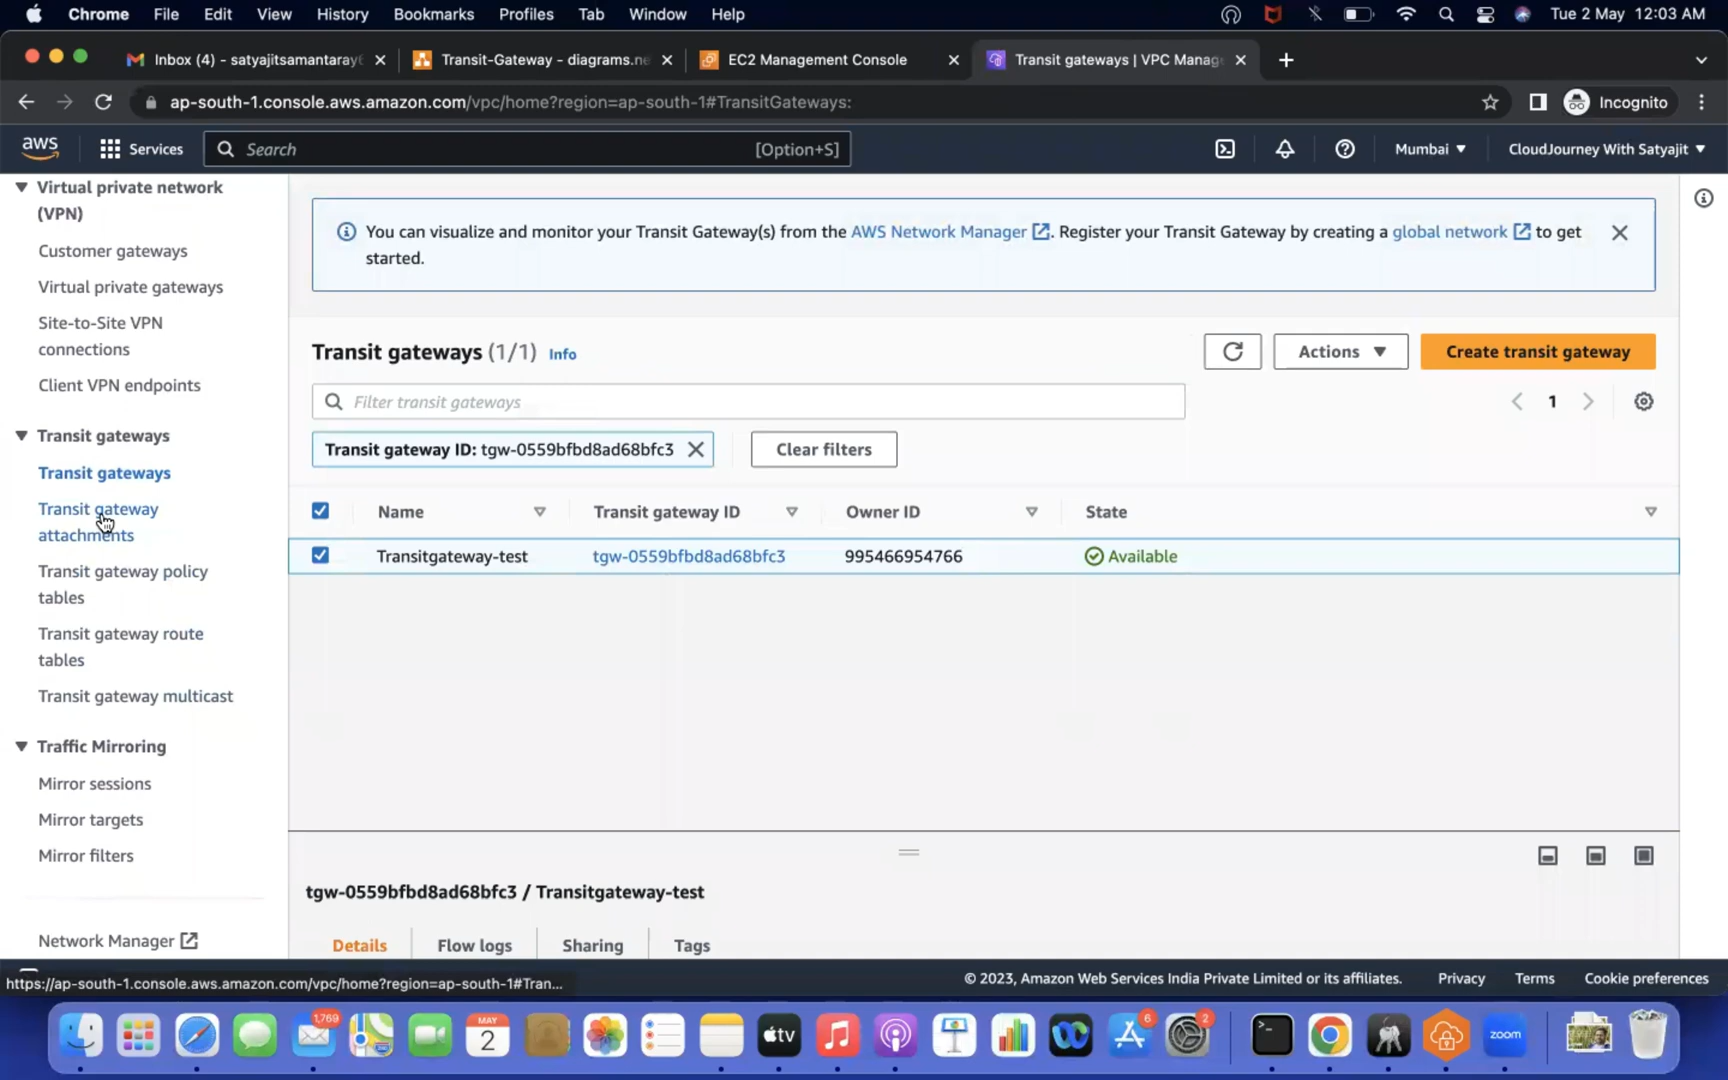 Chrome File Edit View History Bookmarks Profiles Tab Window Help Tue 2 May 12:03 AM
Inbox (4) - satyajitsamantaray Transit-Gateway - diagrams.ne EC2 Management Console Transit gateways | VPC Manag
ap-south-1.console.aws.amazon.com/vpc/home?region=ap-south-1#TransitGateways: Incognito
aws Services Search [Option+S] Mumbai CloudJourney With Satyajit
Virtual private network
(VPN)
Customer gateways
Virtual private gateways
Site-to-Site VPN
connections
Client VPN endpoints
Transit gateways
Transit gateways
Transit gateway
attachments
Transit gateway policy
tables
Transit gateway route
tables
Transit gateway multicast
Traffic Mirroring
Mirror sessions
Mirror targets
Mirror filters
Network Manager
You can visualize and monitor your Transit Gateway(s) from the AWS Network Manager. Register your Transit Gateway by creating a global network to get
started.
Transit gateways (1/1) Info Actions Create transit gateway
Filter transit gateways 1
Transit gateway ID: tgw-0559bfbd8ad68bfc3 Clear filters
Name Transit gateway ID Owner ID State
Transitgateway-test tgw-0559bfbd8ad68bfc3 995466954766 Available
tgw-0559bfbd8ad68bfc3 / Transitgateway-test
Details Flow logs Sharing Tags
https://ap-south-1.console.aws.amazon.com/vpc/home?region=ap-south-1#Tran... © 2023, Amazon Web Services India Private Limited or its affiliates. Privacy Terms Cookie preferences
1,769 MAY 2 tv 6 2 zoom